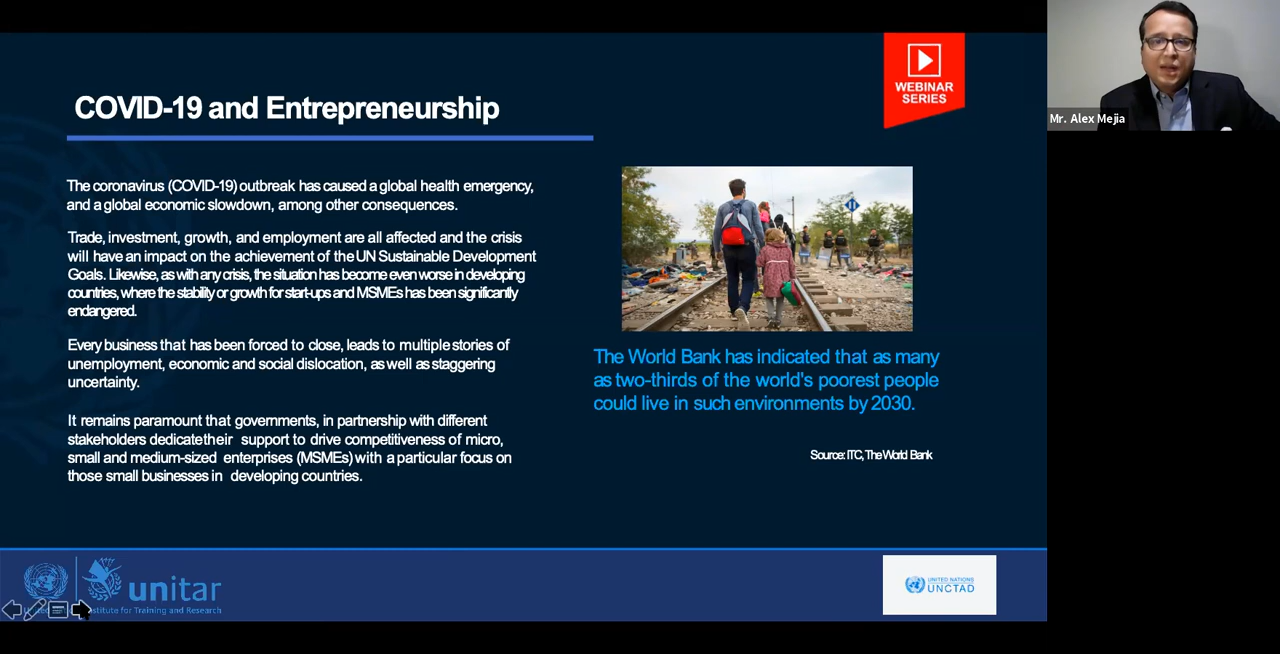 WEBINAR
SERIES
Mr. Alex Mejia
COVID-19 and Entrepreneurship
The coronavirus (COVID-19) outbreak has caused a global health emergency,
and a global economic slowdown, among other consequences.
Trade, investment, growth, and employment are all affected and the crisis
will have an impact on the achievement of the UN Sustainable Development
Goals. Likewise, as with any crisis, the situation has become even worse in developing
countries, where the stability or growth for start-ups and MSMEs has been significantly
endangered.
Every business that has been forced to close, leads to multiple stories of
unemployment, economic and social dislocation, as well as staggering
uncertainty.
It remains paramount that governments, in partnership with different
stakeholders dedicatetheir support to drive competitiveness of micro,
small and medium-sized enterprises (MSMEs) with a particular focus on
those small businesses in developing countries.
The World Bank has indicated that as many
as two-thirds of the world's poorest people
could live in such environments by 2030.
Source: ITC, The World Bank
unitar
for Training and Research
UNITED NATIONS
UNCTAD